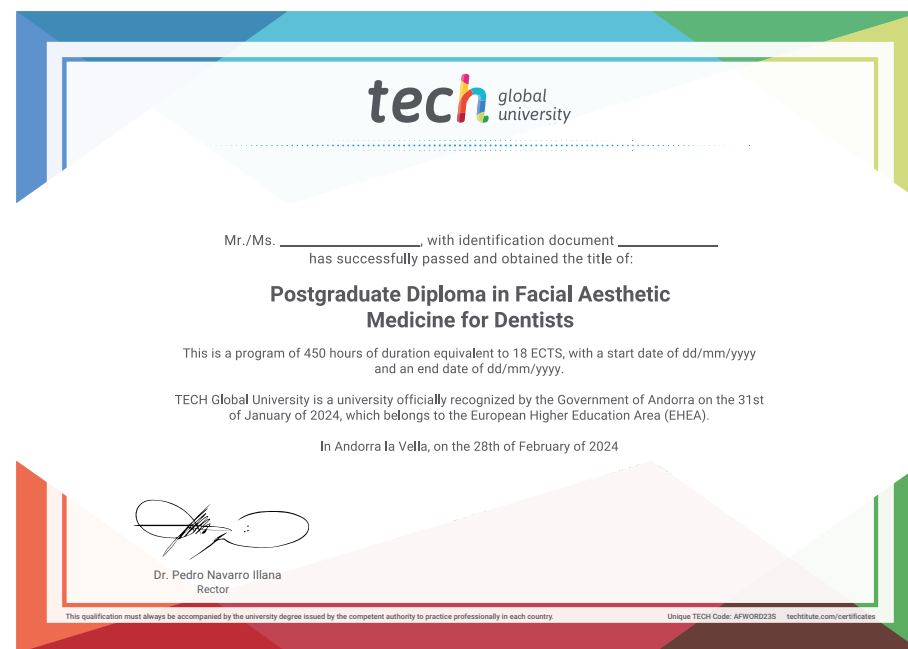 tech global university
Mr./Ms. ____________, with identification document ____________
has successfully passed and obtained the title of:
Postgraduate Diploma in Facial Aesthetic
Medicine for Dentists
This is a program of 450 hours of duration equivalent to 18 ECTS, with a start date of dd/mm/yyyy
and an end date of dd/mm/yyyy.
TECH Global University is a university officially recognized by the Government of Andorra on the 31st
of January of 2024, which belongs to the European Higher Education Area (EHEA).
In Andorra la Vella, on the 28th of February of 2024
Dr. Pedro Navarro Illana
Rector
This qualification must always be accompanied by the university degree issued by the competent authority to practice professionally in each country.
Unique TECH Code: AFWORD23S techtitute.com/certificates